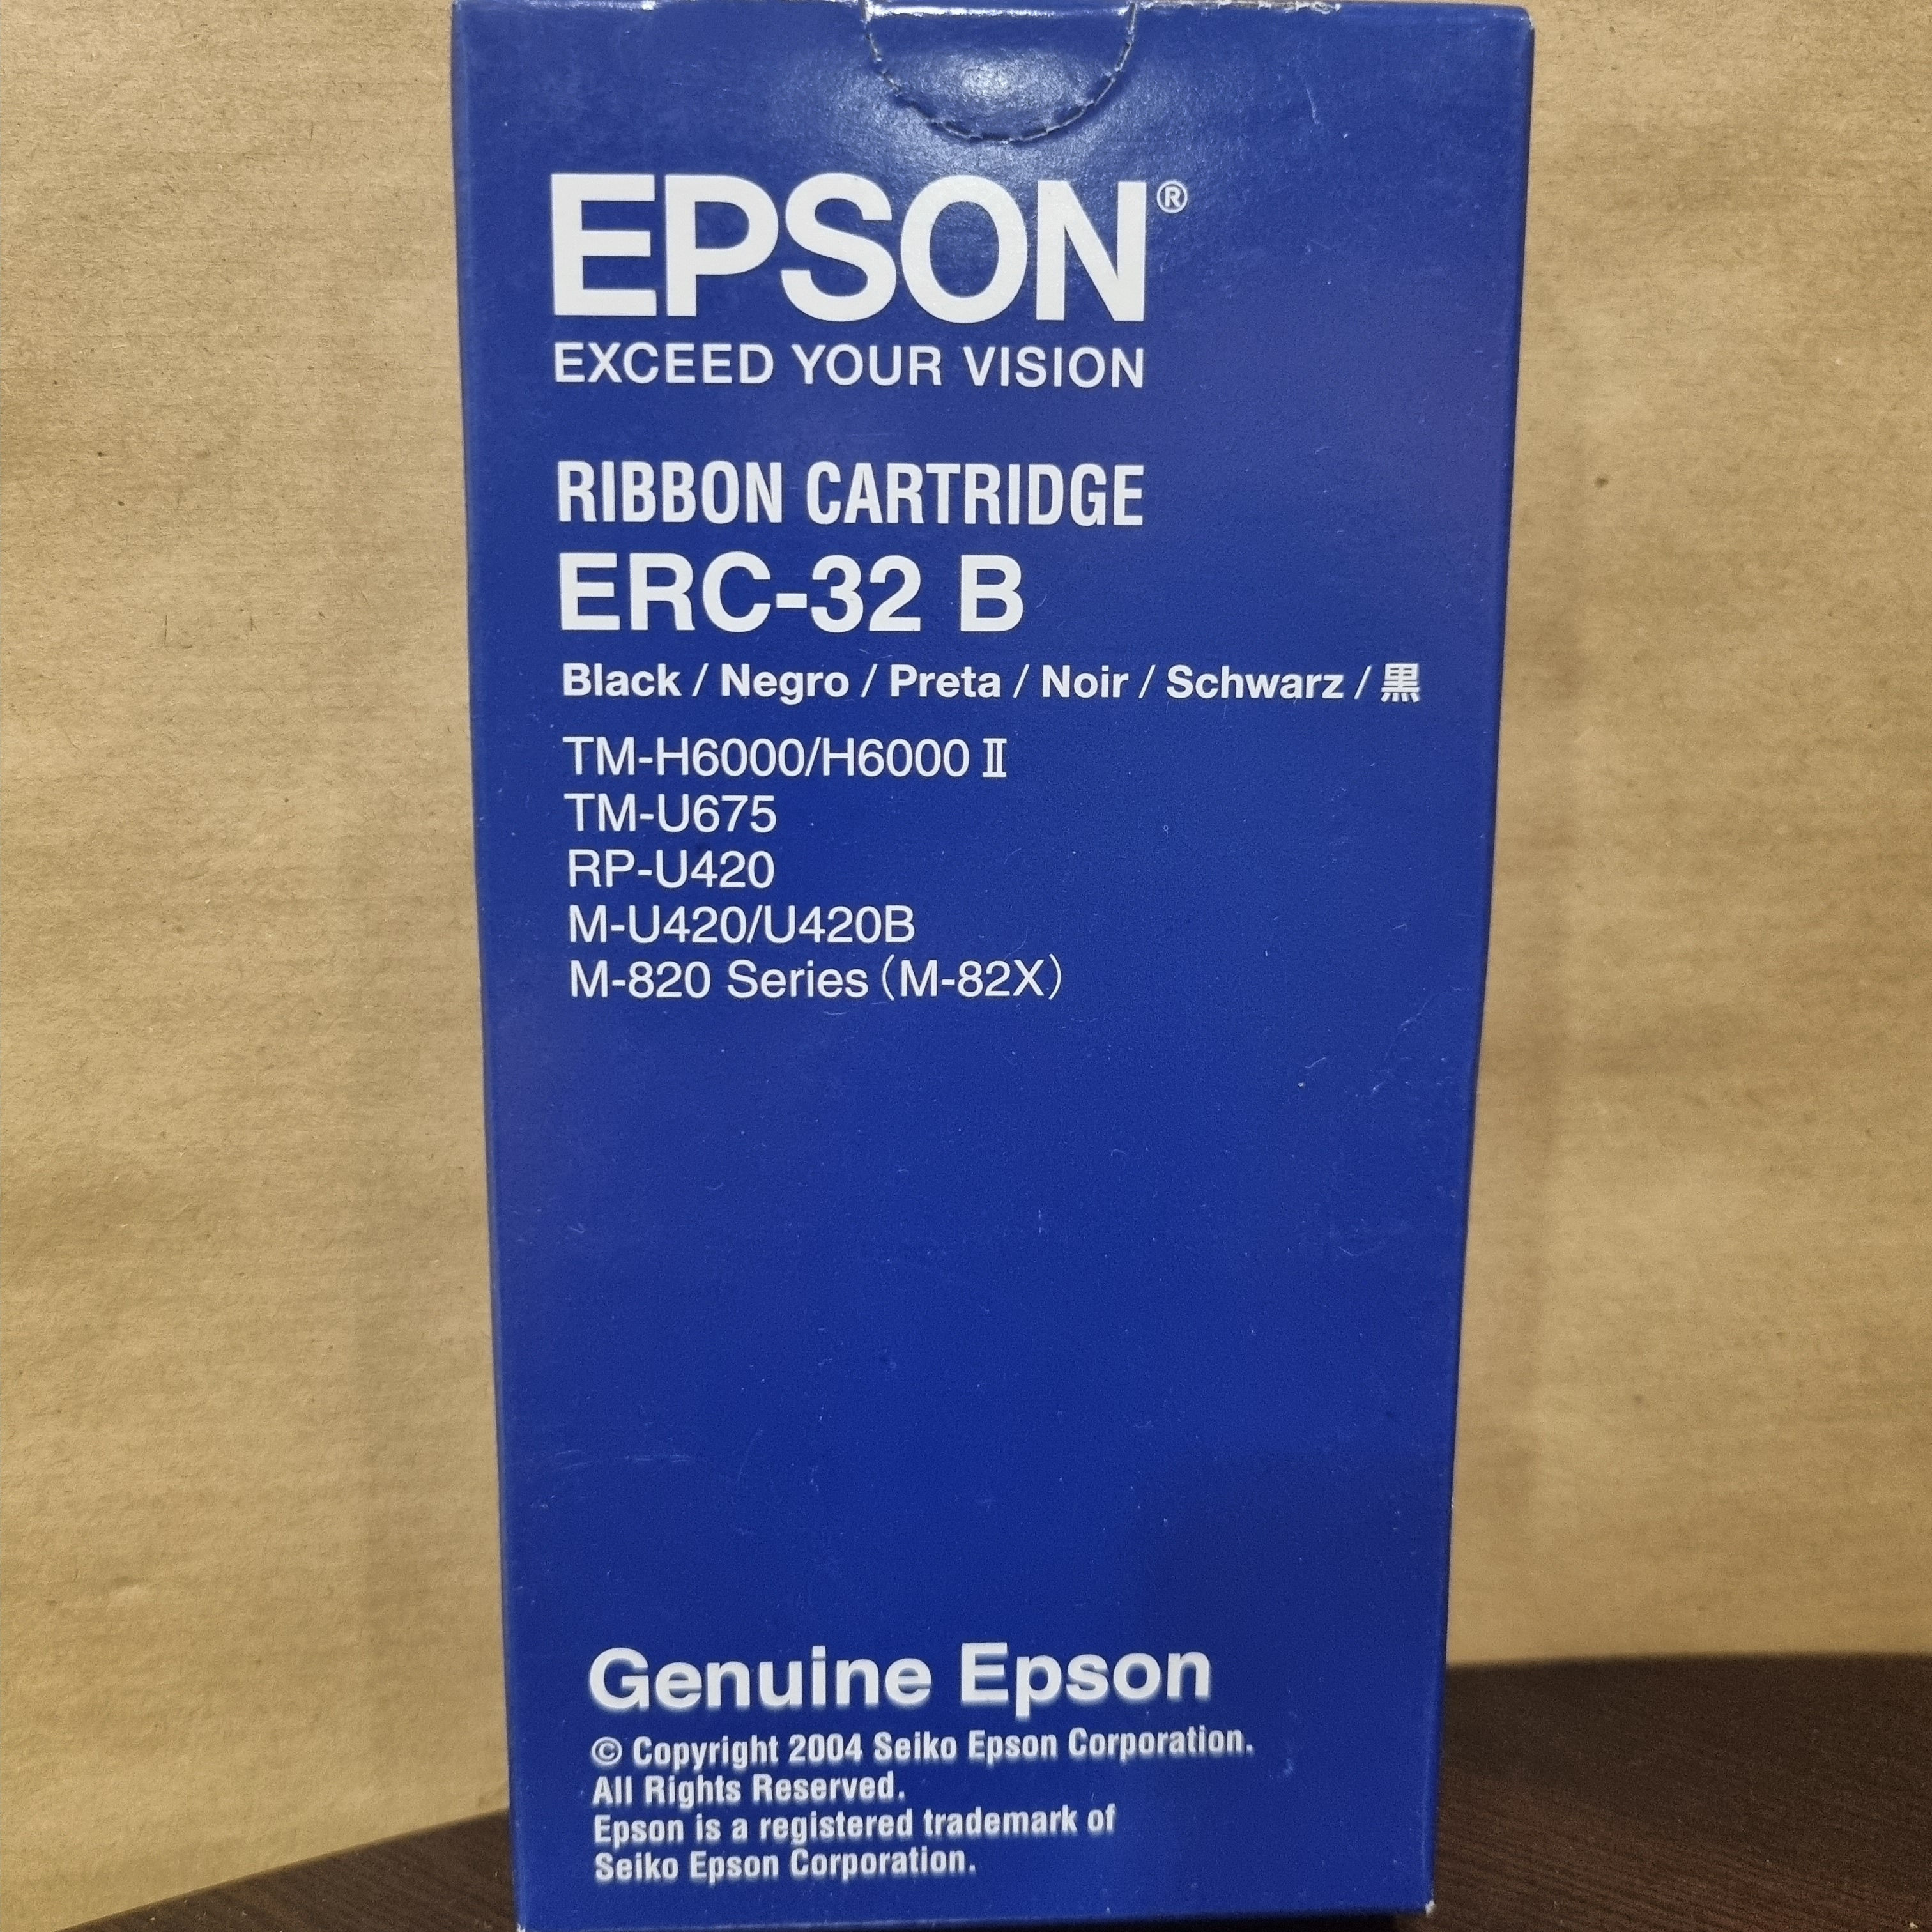 EPSON®
EXCEED YOUR VISION
RIBBON CARTRIDGE
ERC-32 B
Black / Negro / Preta / Noir / Schwarz / 黒
TM-H6000/H6000Ⅱ
TM-U675
RP-U420
M-U420/U420B
M-820 Series (M-82X)
Genuine Epson
© Copyright 2004 Seiko Epson Corporation.
All Rights Reserved.
Epson is a registered trademark of
Seiko Epson Corporation.